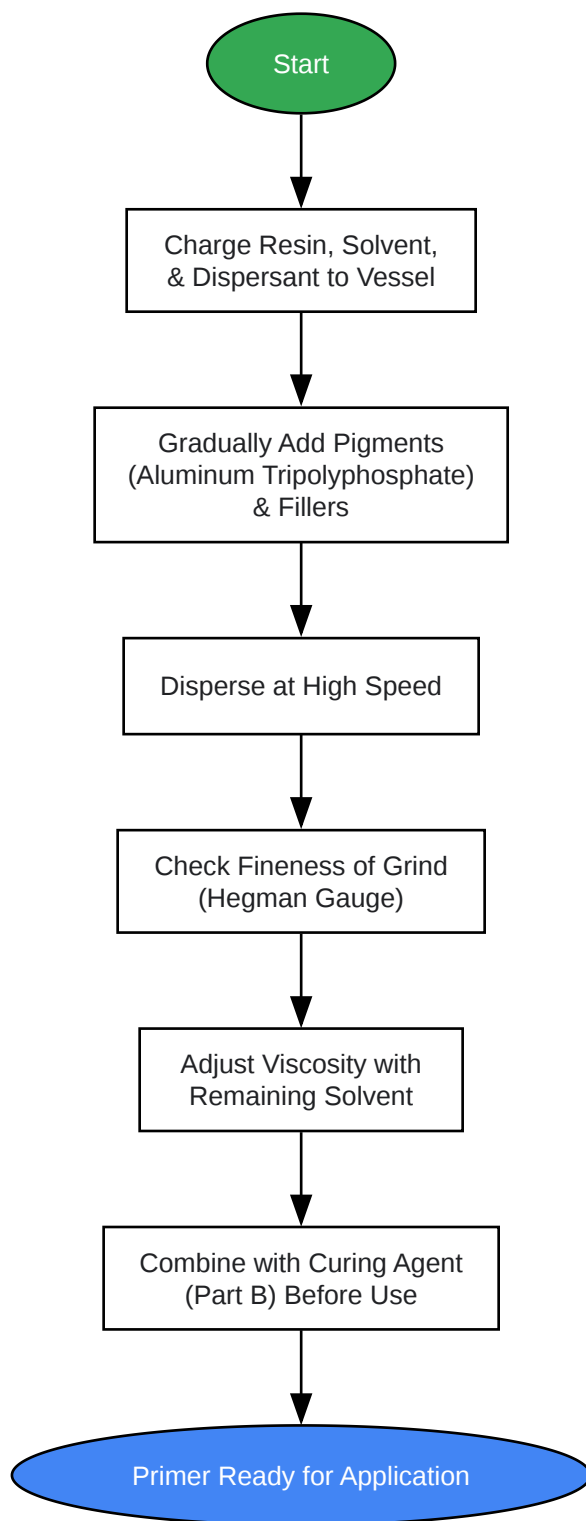 Start
Charge Resin, Solvent,
& Dispersant to Vessel
Gradually Add Pigments
(Aluminum Tripolyphosphate)
& Fillers
Disperse at High Speed
Check Fineness of Grind
(Hegman Gauge)
Adjust Viscosity with
Remaining Solvent
Combine with Curing Agent
(Part B) Before Use
Primer Ready for Application